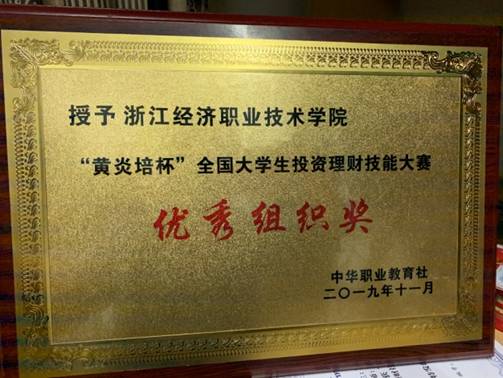 授予 浙江经济职业技术学院
“黄炎培杯”全国大学生投资理财技能大赛
优秀组织奖
中华职业教育社
二〇一九年十一月